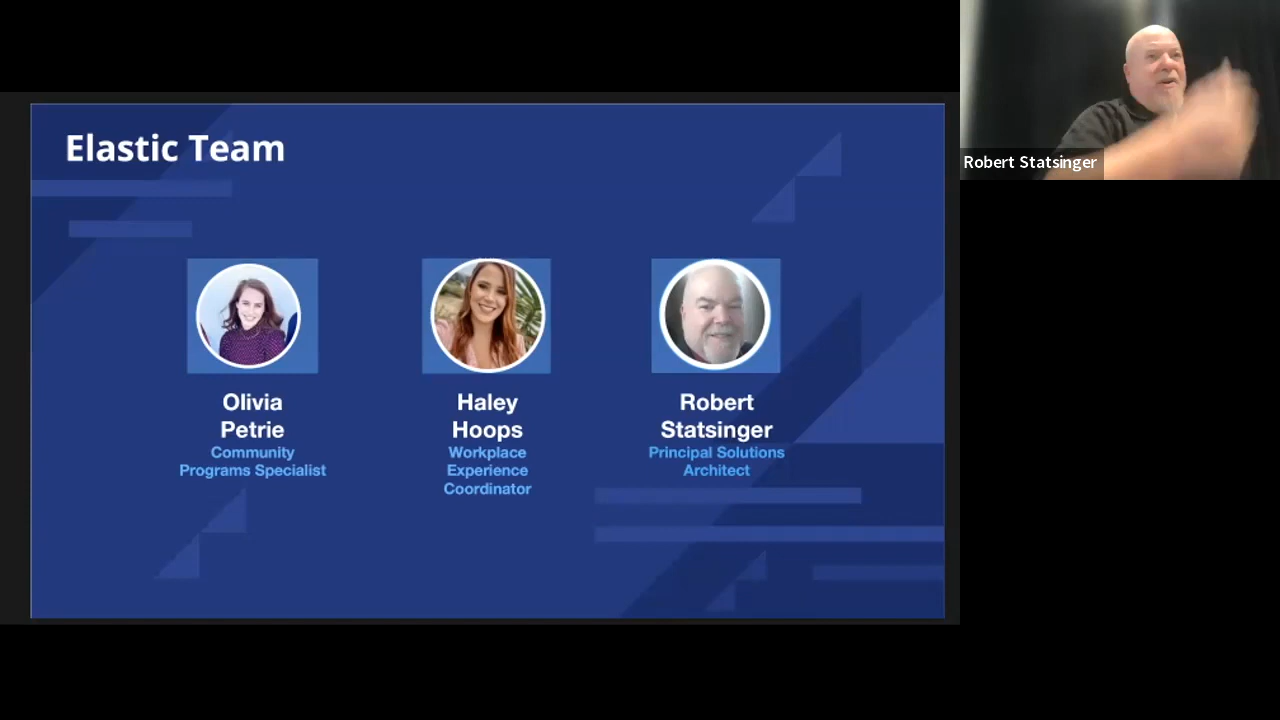 Elastic Team
Olivia
Petrie
Community
Programs Specialist
Haley
Hoops
Workplace
Experience
Coordinator
Robert
Statsinger
Principal Solutions
Architect
Robert Statsinger